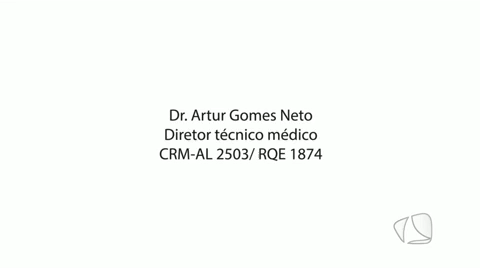 Dr. Artur Gomes Neto
Diretor técnico médico
CRM-AL 2503/ RQE 1874